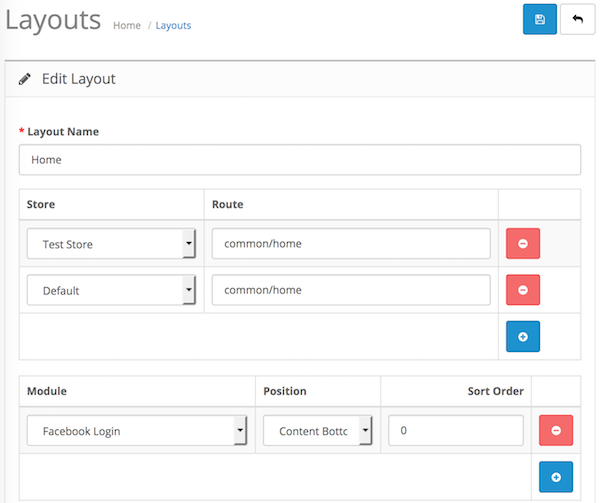 Layouts Home / Layouts
Edit Layout
* Layout Name
Home
Store Route
Test Store common/home
Default common/home
Module Position Sort Order
Facebook Login Content Bottc 0